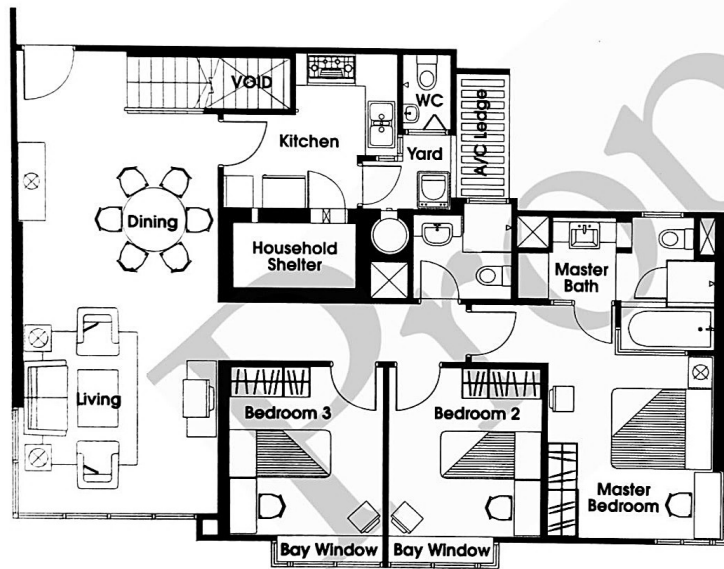 VOID
WC
A/C Ledge
Kitchen
Yard
Dining
Household
Shelter
Master
Bath
Living
Bedroom 3
Bedroom 2
Master
Bedroom
Bay Window
Bay Window